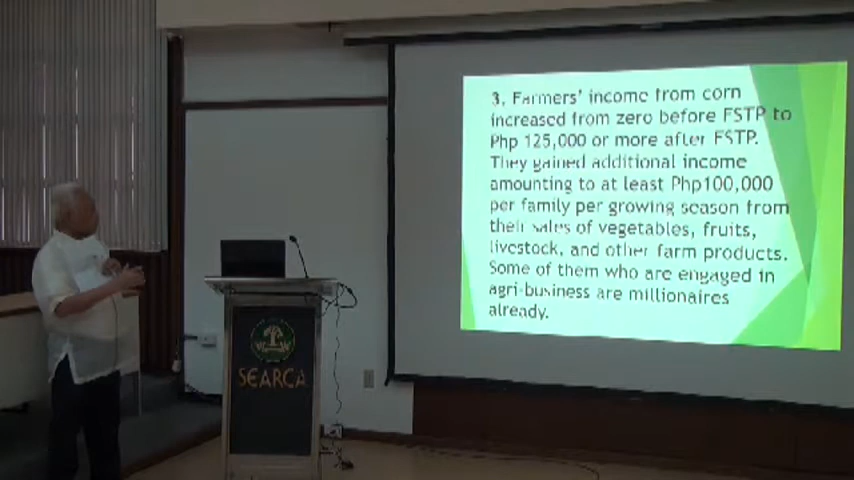 3. Farmers' income from corn
increased from zero before FSTP to
Php 125,000 or more after FSTP.
They gained additional income
amounting to at least Php100,000
per family per growing season from
their sales of vegetables, fruits,
livestock, and other farm products.
Some of them who are engaged in
agri-business are millionaires
already.
SEARCA